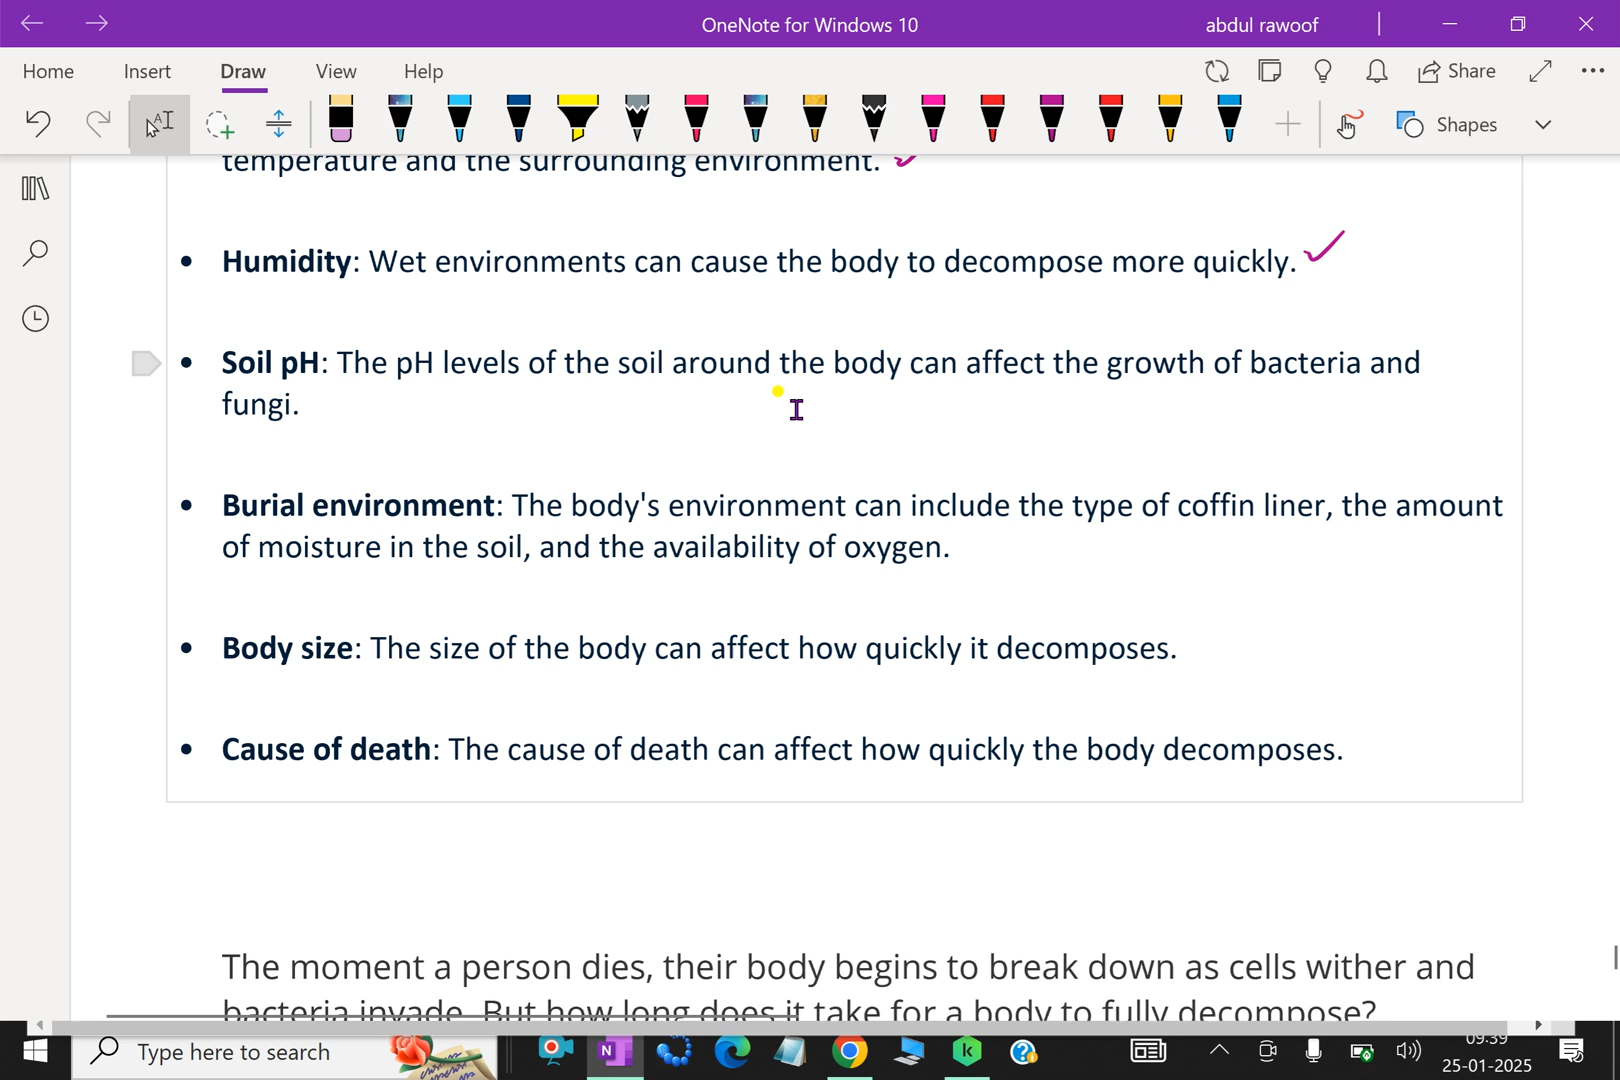 OneNote for Windows 10
abdul rawoof
Home
Insert
Draw
View
Help
Share
Shapes
temperature and the surrounding environment.
• Humidity: Wet environments can cause the body to decompose more quickly.
• Soil pH: The pH levels of the soil around the body can affect the growth of bacteria and
fungi.
• Burial environment: The body's environment can include the type of coffin liner, the amount
of moisture in the soil, and the availability of oxygen.
• Body size: The size of the body can affect how quickly it decomposes.
• Cause of death: The cause of death can affect how quickly the body decomposes.
The moment a person dies, their body begins to break down as cells wither and
bacteria invade. But how long does it take for a body to fully decompose?
Type here to search
09:39
25-01-2025